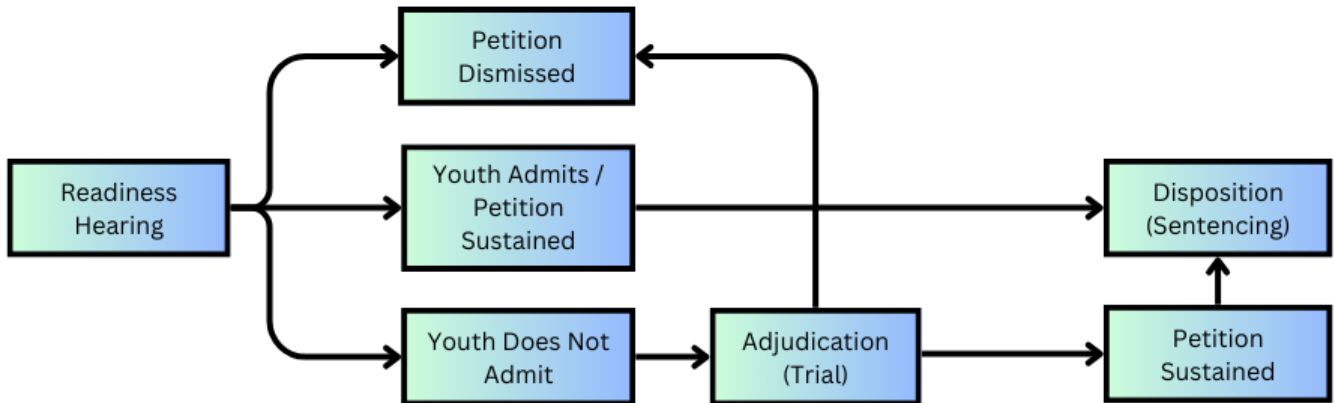 Petition
Dismissed
Readiness
Hearing
Youth Admits /
Petition
Sustained
Disposition
(Sentencing)
Youth Does Not
Admit
Adjudication
(Trial)
Petition
Sustained